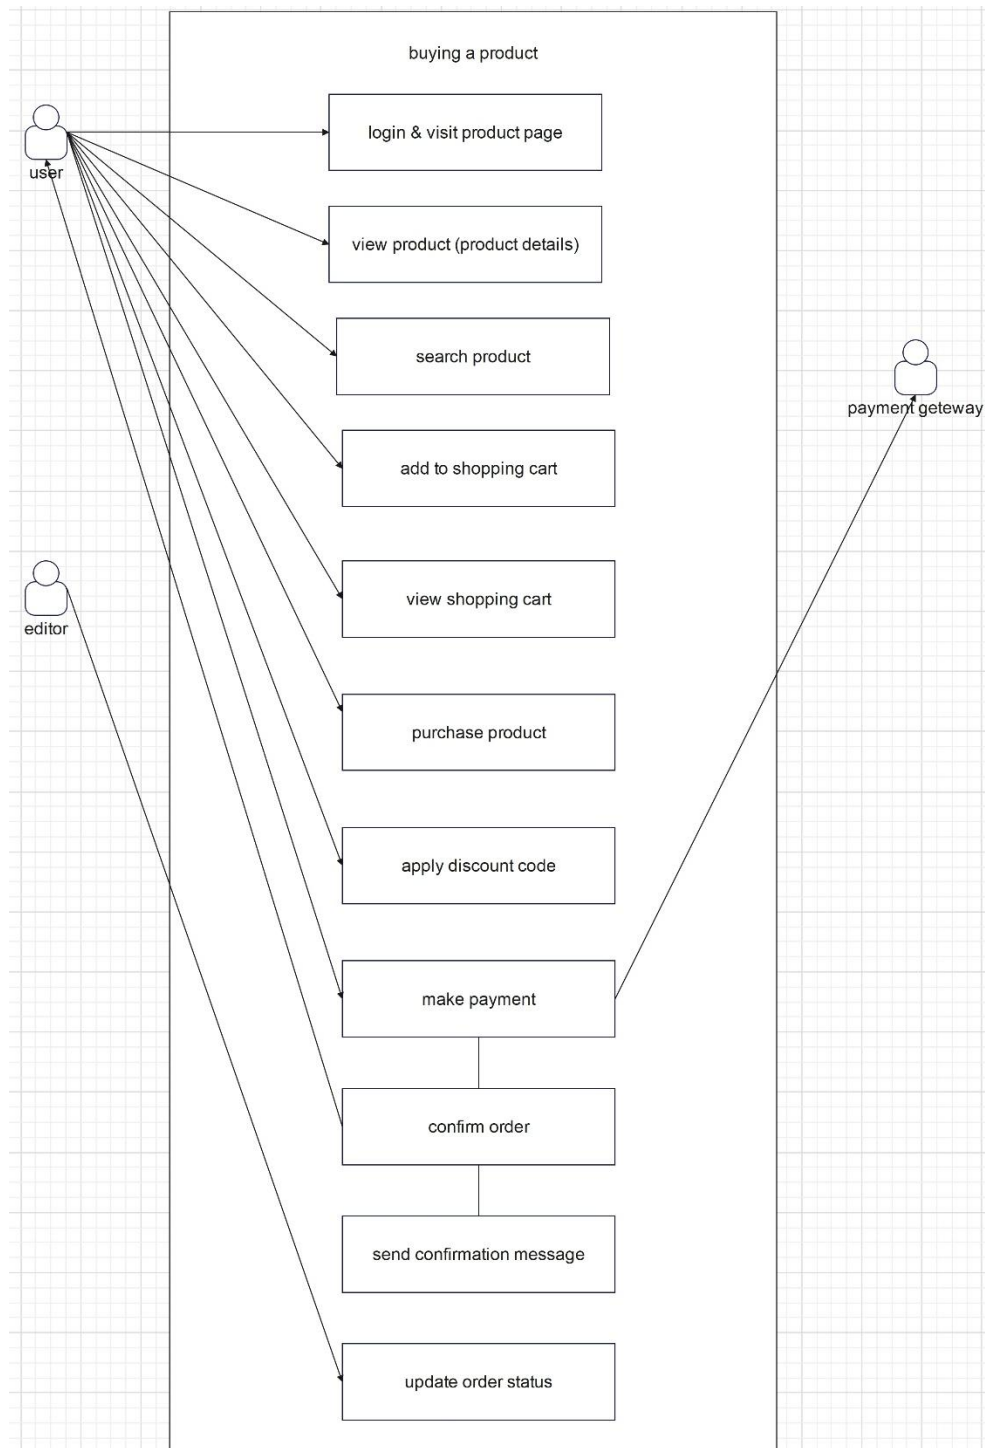 buying a product
login & visit product page
user
view product (product details)
search product
payment geteway
add to shopping cart
view shopping cart
editor
purchase product
apply discount code
make payment
confirm order
send confirmation message
update order status